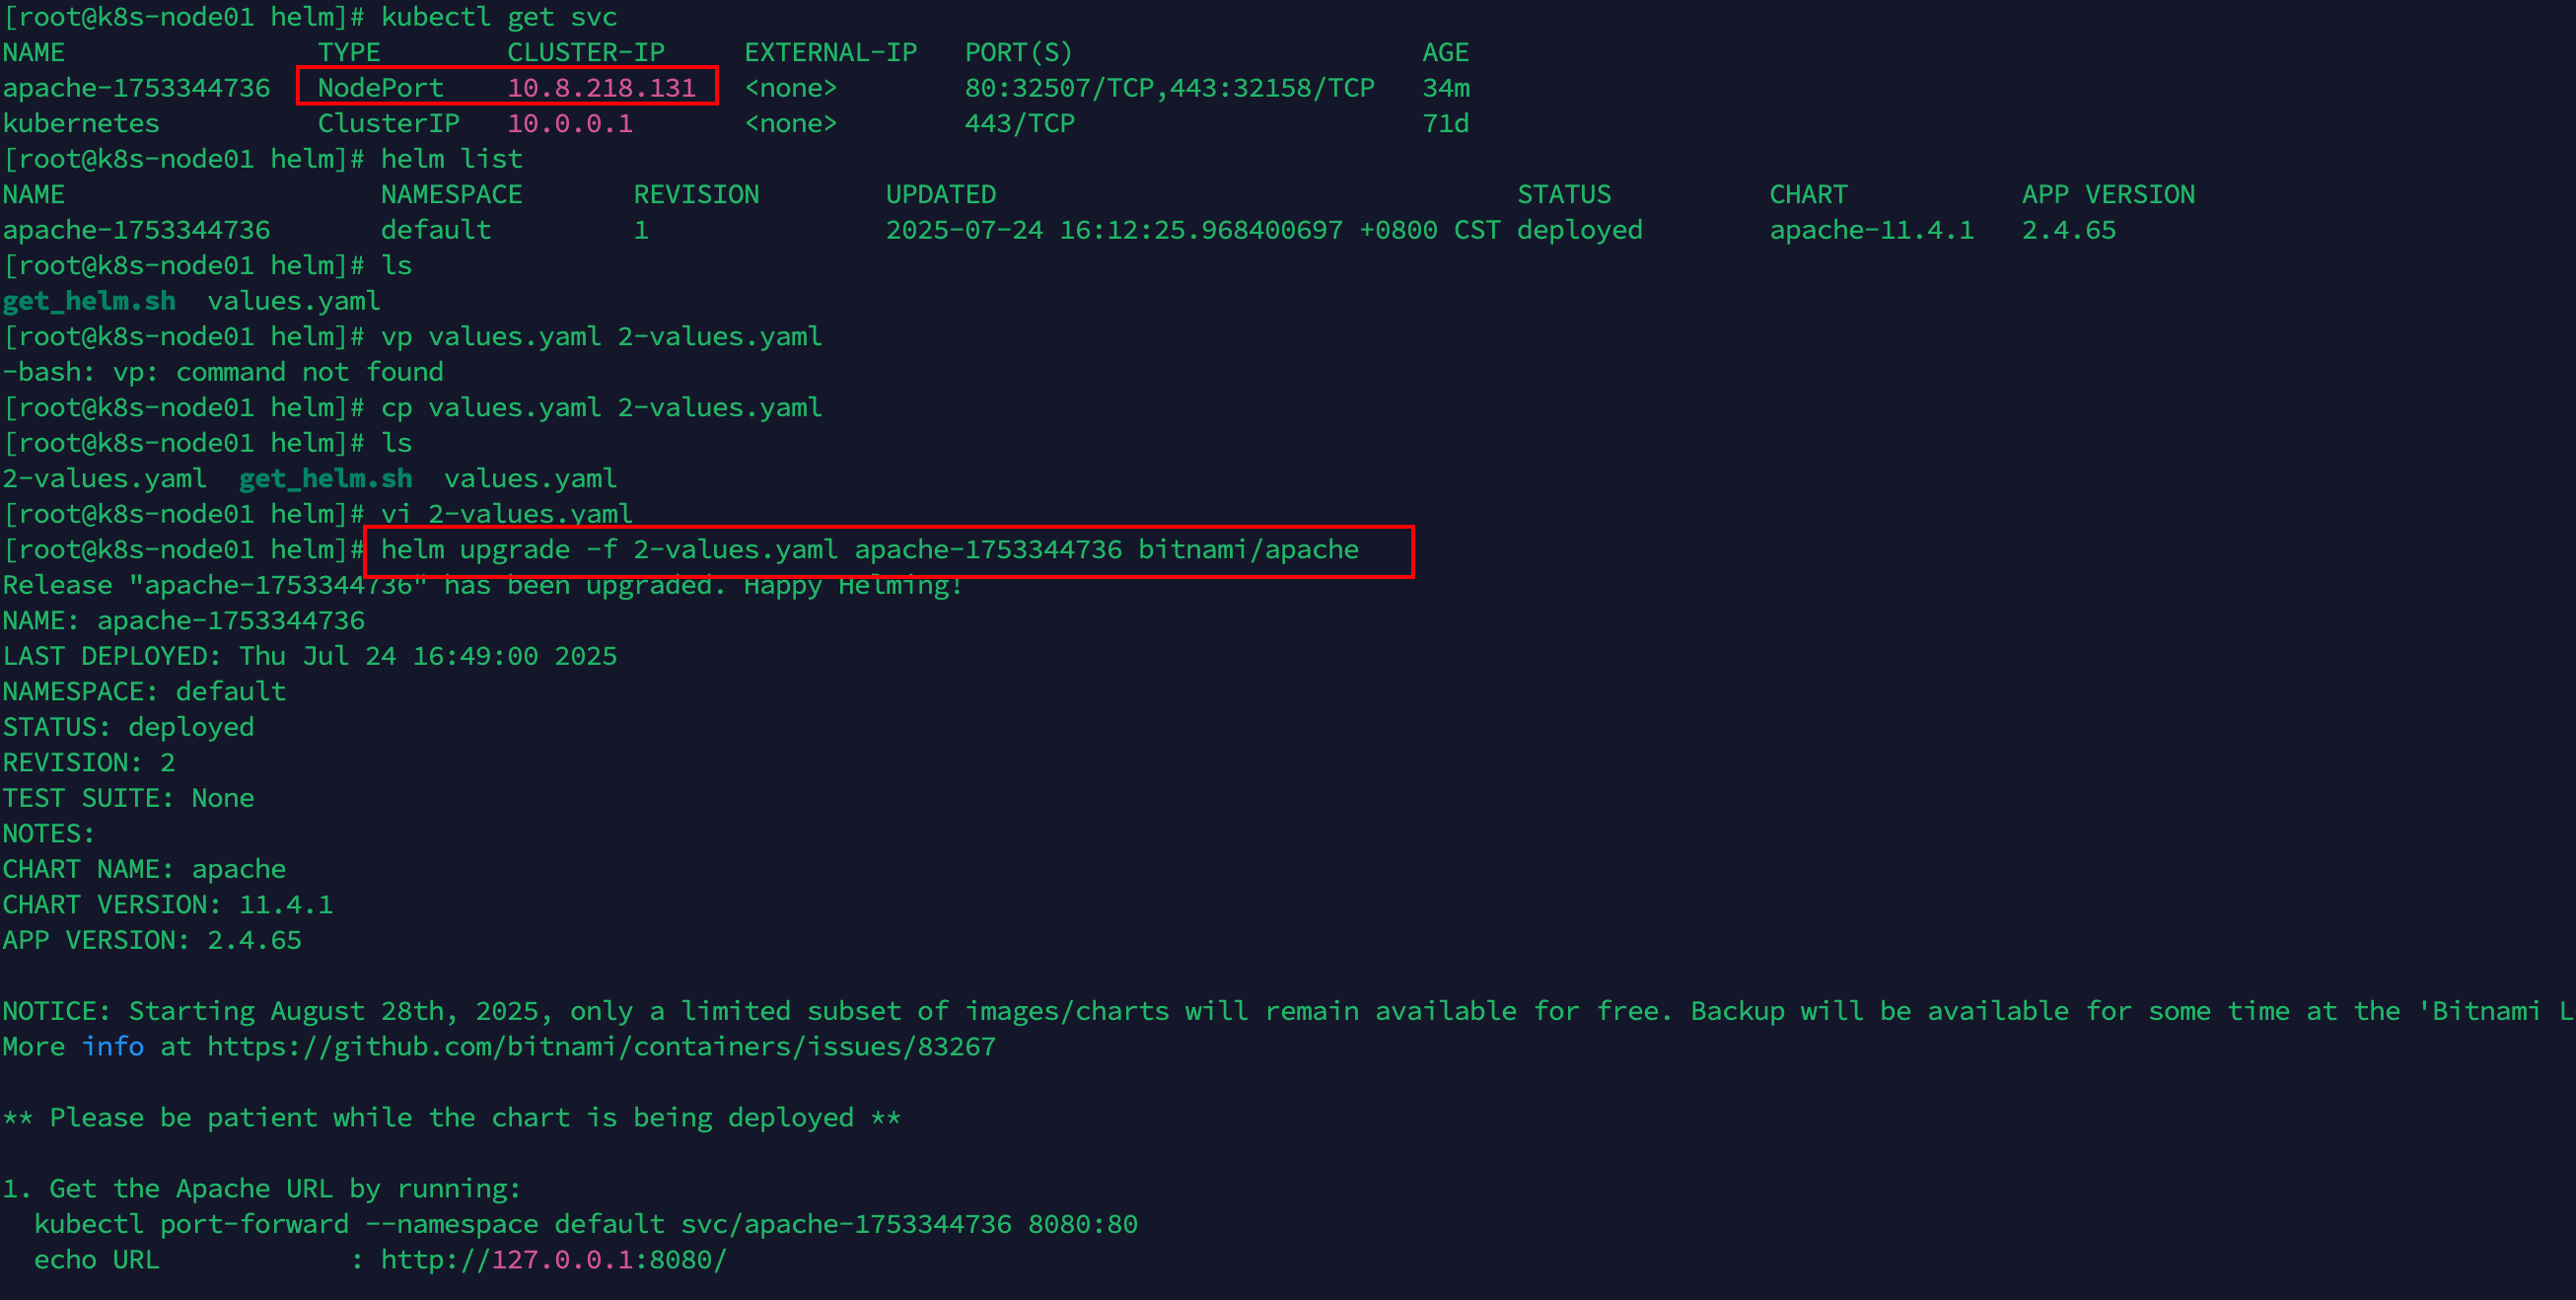 [root@k8s-node01 helm]# kubectl get svc
NAME TYPE CLUSTER-IP EXTERNAL-IP PORT(S) AGE
apache-1753344736 NodePort 10.8.218.131 <none> 80:32507/TCP,443:32158/TCP 34m
kubernetes ClusterIP 10.0.0.1 <none> 443/TCP 71d
[root@k8s-node01 helm]# helm list
NAME NAMESPACE REVISION UPDATED STATUS CHART APP VERSION
apache-1753344736 default 1 2025-07-24 16:12:25.968400697 +0800 CST deployed apache-11.4.1 2.4.65
[root@k8s-node01 helm]# ls
get_helm.sh values.yaml
[root@k8s-node01 helm]# vp values.yaml 2-values.yaml
-bash: vp: command not found
[root@k8s-node01 helm]# cp values.yaml 2-values.yaml
[root@k8s-node01 helm]# ls
2-values.yaml get_helm.sh values.yaml
[root@k8s-node01 helm]# vi 2-values.yaml
[root@k8s-node01 helm]# helm upgrade -f 2-values.yaml apache-1753344736 bitnami/apache
Release "apache-1753344736" has been upgraded. Happy Helming!
NAME: apache-1753344736
LAST DEPLOYED: Thu Jul 24 16:49:00 2025
NAMESPACE: default
STATUS: deployed
REVISION: 2
TEST SUITE: None
NOTES:
CHART NAME: apache
CHART VERSION: 11.4.1
APP VERSION: 2.4.65
NOTICE: Starting August 28th, 2025, only a limited subset of images/charts will remain available for free. Backup will be available for some time at the 'Bitnami L
More info at https://github.com/bitnami/containers/issues/83267
** Please be patient while the chart is being deployed **
1. Get the Apache URL by running:
kubectl port-forward --namespace default svc/apache-1753344736 8080:80
echo URL : http://127.0.0.1:8080/